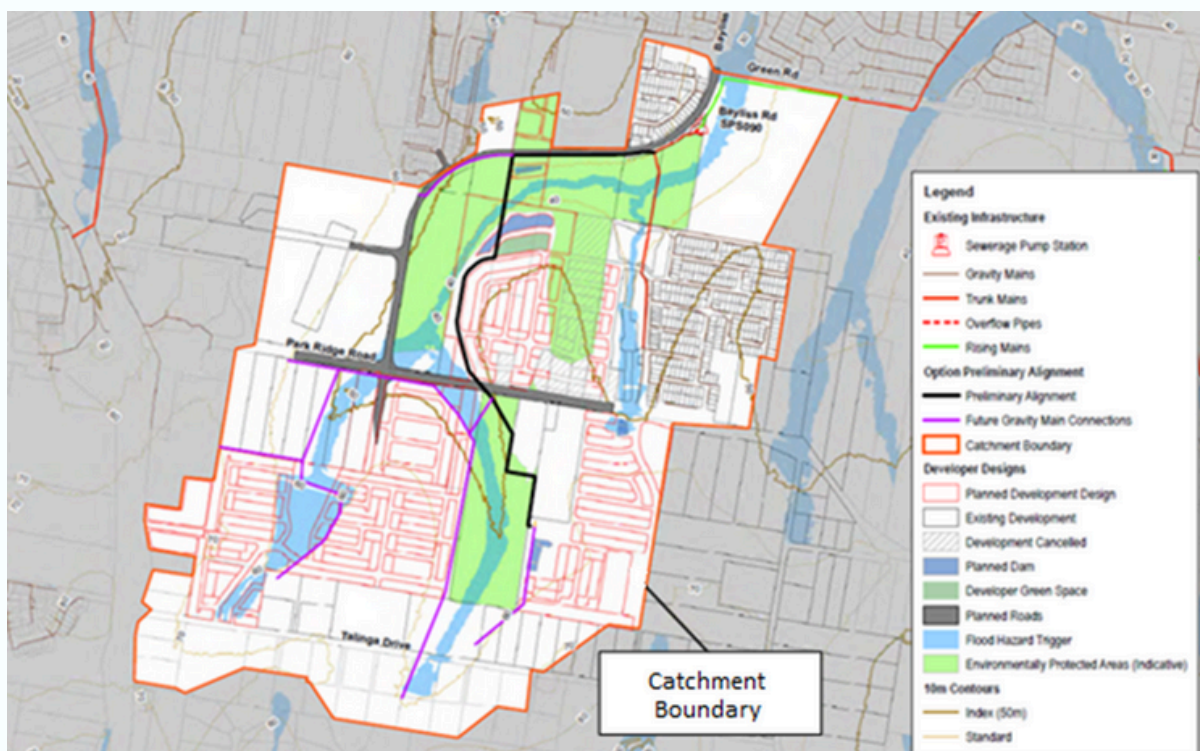 Bayliss
Green Rd
Bayliss Rd
SPS090
Park Ridge Road
Talinga Drive
Catchment
Boundary
Legend
Existing Infrastructure
Sewerage Pump Station
Gravity Mains
Trunk Mains
Overflow Pipes
Rising Mains
Option Preliminary Alignment
Preliminary Alignment
Future Gravity Main Connections
Catchment Boundary
Developer Designs
Planned Development Design
Existing Development
Development Cancelled
Planned Dam
Developer Green Space
Planned Roads
Flood Hazard Trigger
Environmentally Protected Areas (Indicative)
10m Contours
Index (50m)
Standard